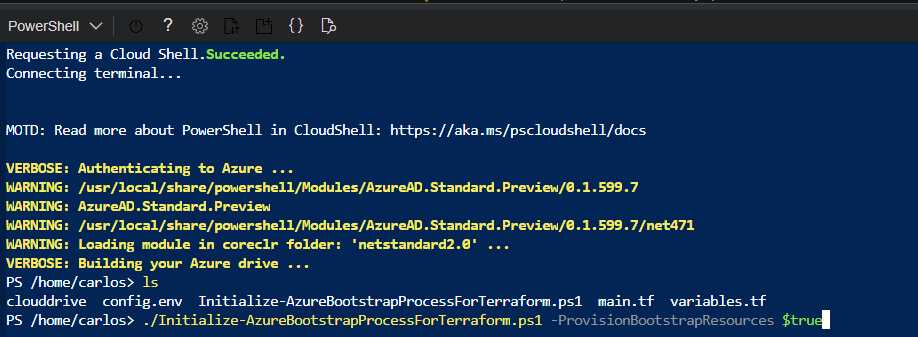 PowerShell ?  {}
Requesting a Cloud Shell.Succeeded.
Connecting terminal...
MOTD: Read more about PowerShell in CloudShell: https://aka.ms/pscloudshell/docs
VERBOSE: Authenticating to Azure ...
WARNING: /usr/local/share/powershell/Modules/AzureAD.Standard.Preview/0.1.599.7
WARNING: AzureAD.Standard.Preview
WARNING: /usr/local/share/powershell/Modules/AzureAD.Standard.Preview/0.1.599.7/net471
WARNING: Loading module in coreclr folder: 'netstandard2.0' ...
VERBOSE: Building your Azure drive ...
PS /home/carlos> ls
clouddrive  config.env  Initialize-AzureBootstrapProcessForTerraform.ps1  main.tf  variables.tf
PS /home/carlos> ./Initialize-AzureBootstrapProcessForTerraform.ps1 -ProvisionBootstrapResources $true